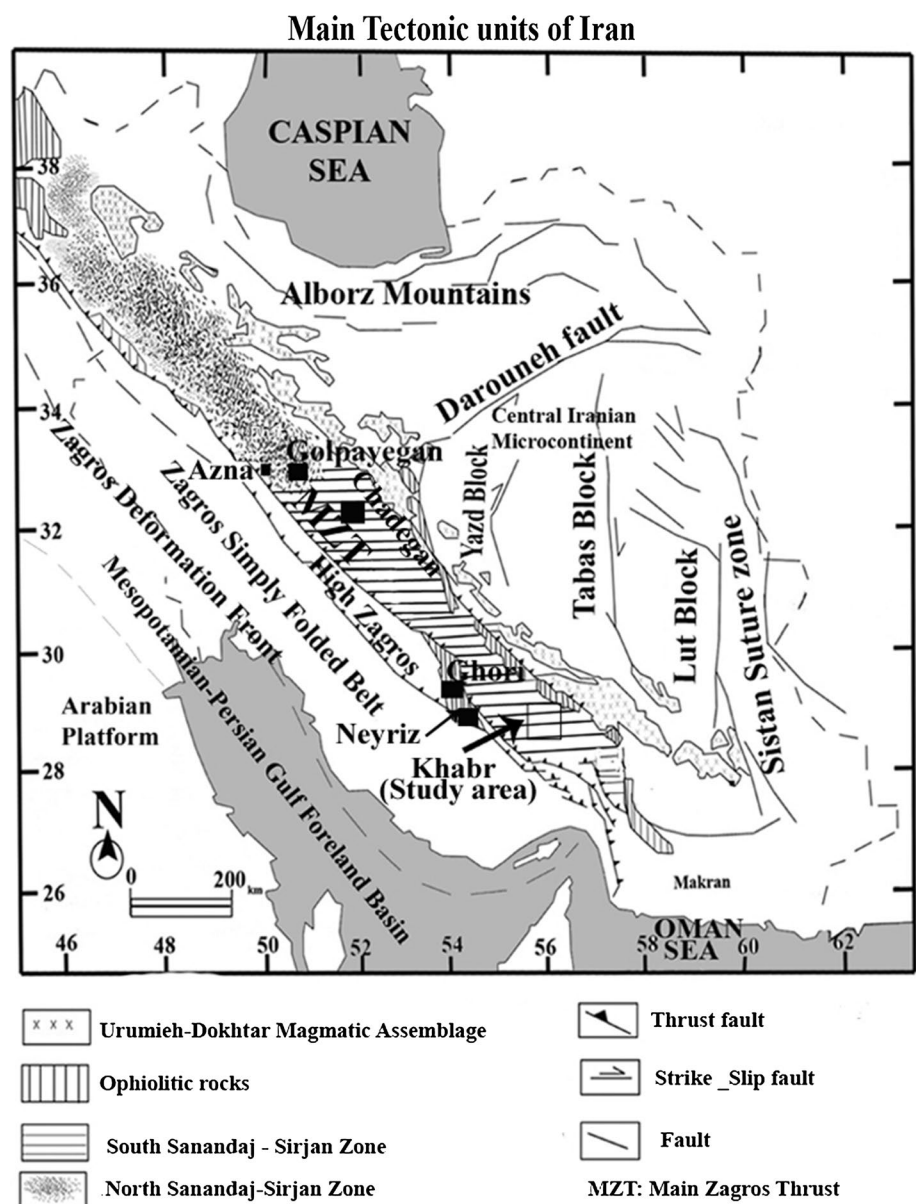 Main Tectonic units of Iran
CASPIAN
SEA
38
36
Alborz Mountains
Darouneh fault
34
Central Iranian
Microcontinent
Golpayegan
Azna
Chadegan
MZT
Yazd Block
Tabas Block
Lut Block
Sistan Suture zone
32
Zagros Deformation Front
Zagros Simply Folded Belt
High Zagros
Mesopotamian-Persian Gulf Foreland Basin
30
Ghori
Arabian
Platform
Neyriz
Khabr
(Study area)
28
N
0 200
km
26
Makran
OMAN
SEA
46 48 50 52 54 56 58 60 62
x x x Urumieh-Dokhtar Magmatic Assemblage
Ophiolitic rocks
South Sanandaj - Sirjan Zone
North Sanandaj-Sirjan Zone
Thrust fault
Strike _Slip fault
Fault
MZT: Main Zagros Thrust